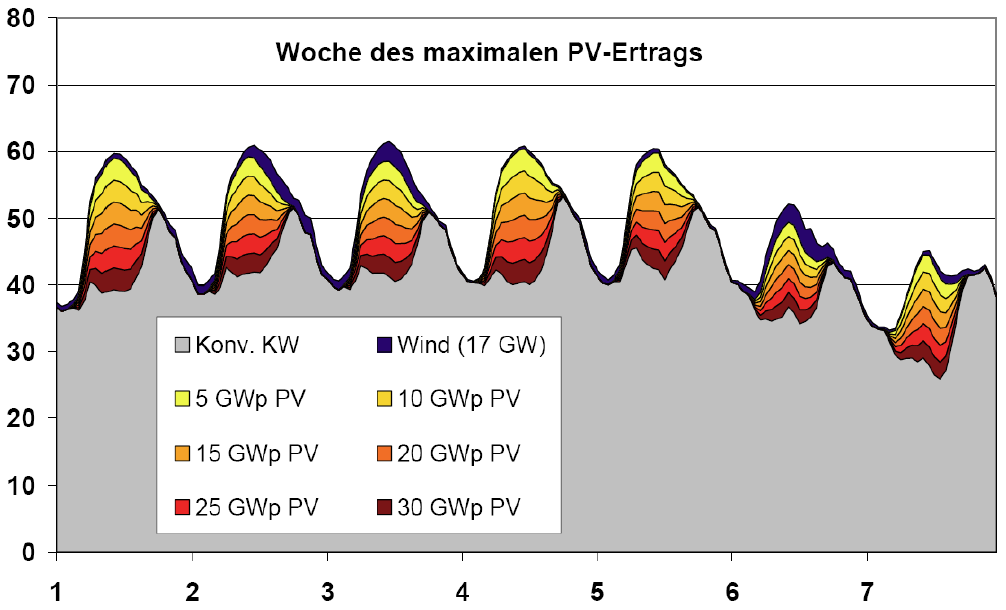 Woche des maximalen PV-Ertrags
80
70
60
50
40
30
20
10
0
Konv. KW
Wind (17 GW)
5 GWp PV
10 GWp PV
15 GWp PV
20 GWp PV
25 GWp PV
30 GWp PV
1 2 3 4 5 6 7